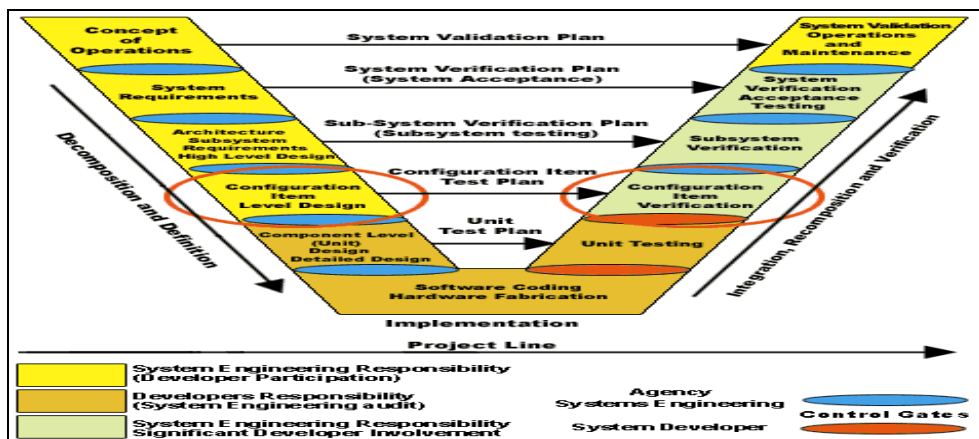 Concept
of
Operations
System Validation Plan
System Validation
Operations
and
Maintenance
System
Requirements
System Verification Plan
(System Acceptance)
System
Verification
Acceptance
Testing
Architecture
Subsystem
Requirements
High Level Design
Sub-System Verification Plan
(Subsystem testing)
Subsystem
Verification
Configuration
Item
Level Design
Configuration Item
Test Plan
Configuration
Item
Verification
Component Level
(Unit)
Design
Detailed Design
Unit
Test Plan
Unit Testing
Software Coding
Hardware Fabrication
Decomposition and Definition
Integration, Recomposition and Verification
Implementation
Project Line
System Engineering Responsibility
(Developer Participation)
Developers Responsibility
(System Engineering audit)
System Engineering Responsibility
Significant Developer Involvement
Agency
Systems Engineering
System Developer
Control Gates